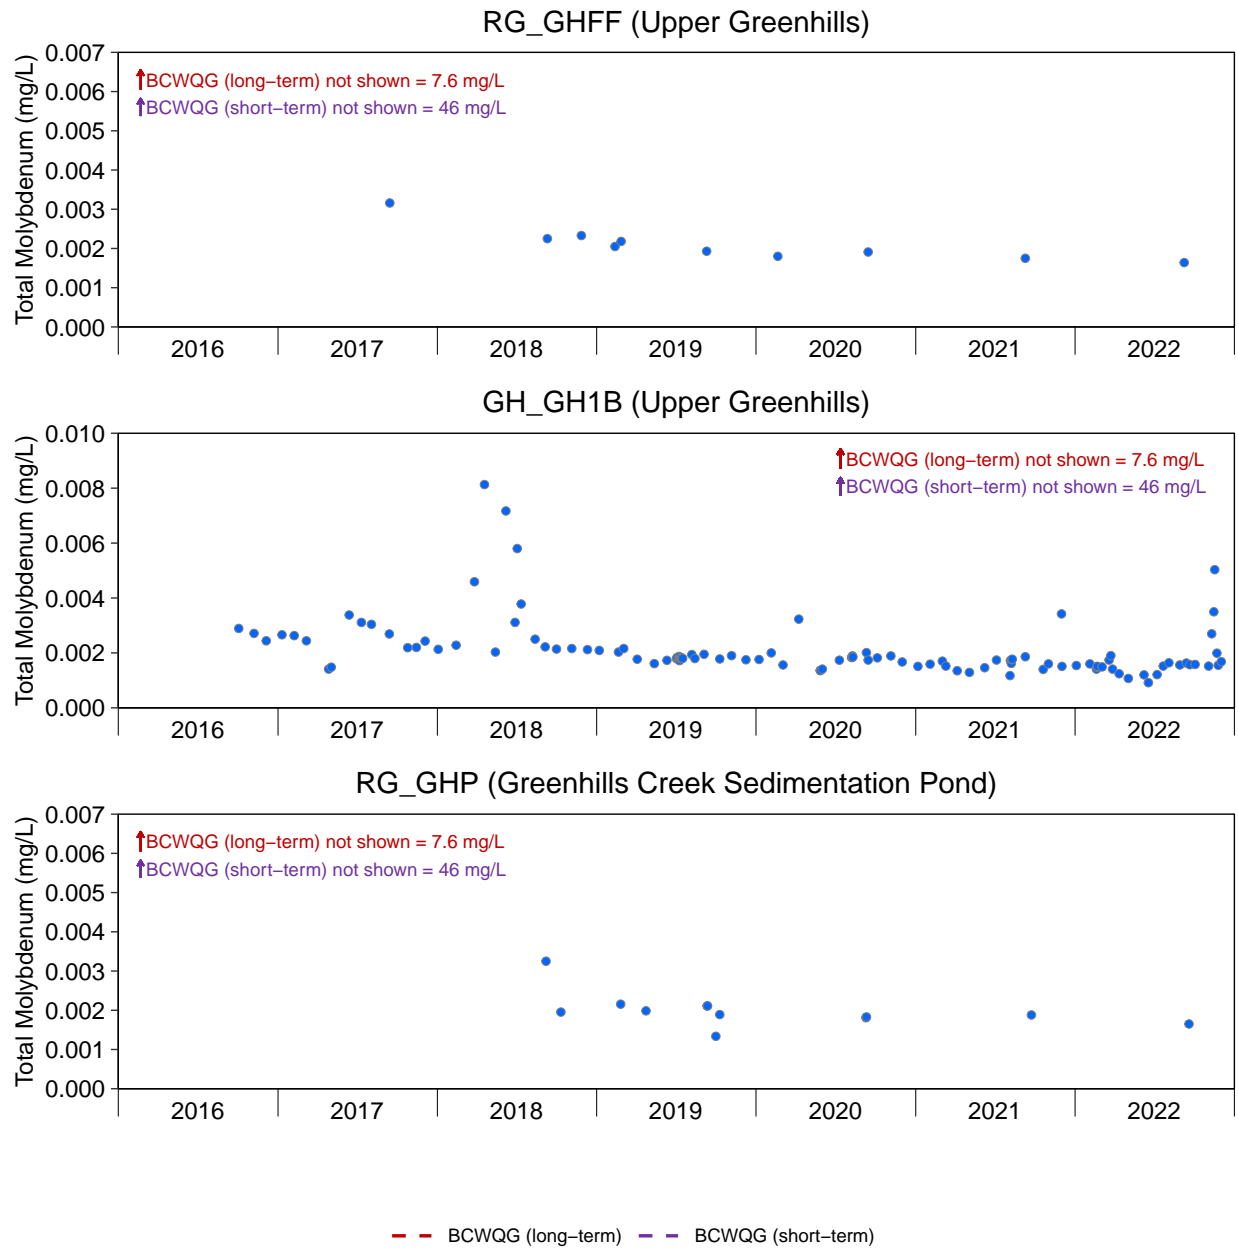 RG_GHFF (Upper Greenhills)
Total Molybdenum (mg/L)
0.007
0.006
0.005
0.004
0.003
0.002
0.001
0.000
BCWQG (long−term) not shown = 7.6 mg/L
BCWQG (short−term) not shown = 46 mg/L
2016 2017 2018 2019 2020 2021 2022
GH_GH1B (Upper Greenhills)
Total Molybdenum (mg/L)
0.010
0.008
0.006
0.004
0.002
0.000
BCWQG (long−term) not shown = 7.6 mg/L
BCWQG (short−term) not shown = 46 mg/L
2016 2017 2018 2019 2020 2021 2022
RG_GHP (Greenhills Creek Sedimentation Pond)
Total Molybdenum (mg/L)
0.007
0.006
0.005
0.004
0.003
0.002
0.001
0.000
BCWQG (long−term) not shown = 7.6 mg/L
BCWQG (short−term) not shown = 46 mg/L
2016 2017 2018 2019 2020 2021 2022
BCWQG (long−term) BCWQG (short−term)